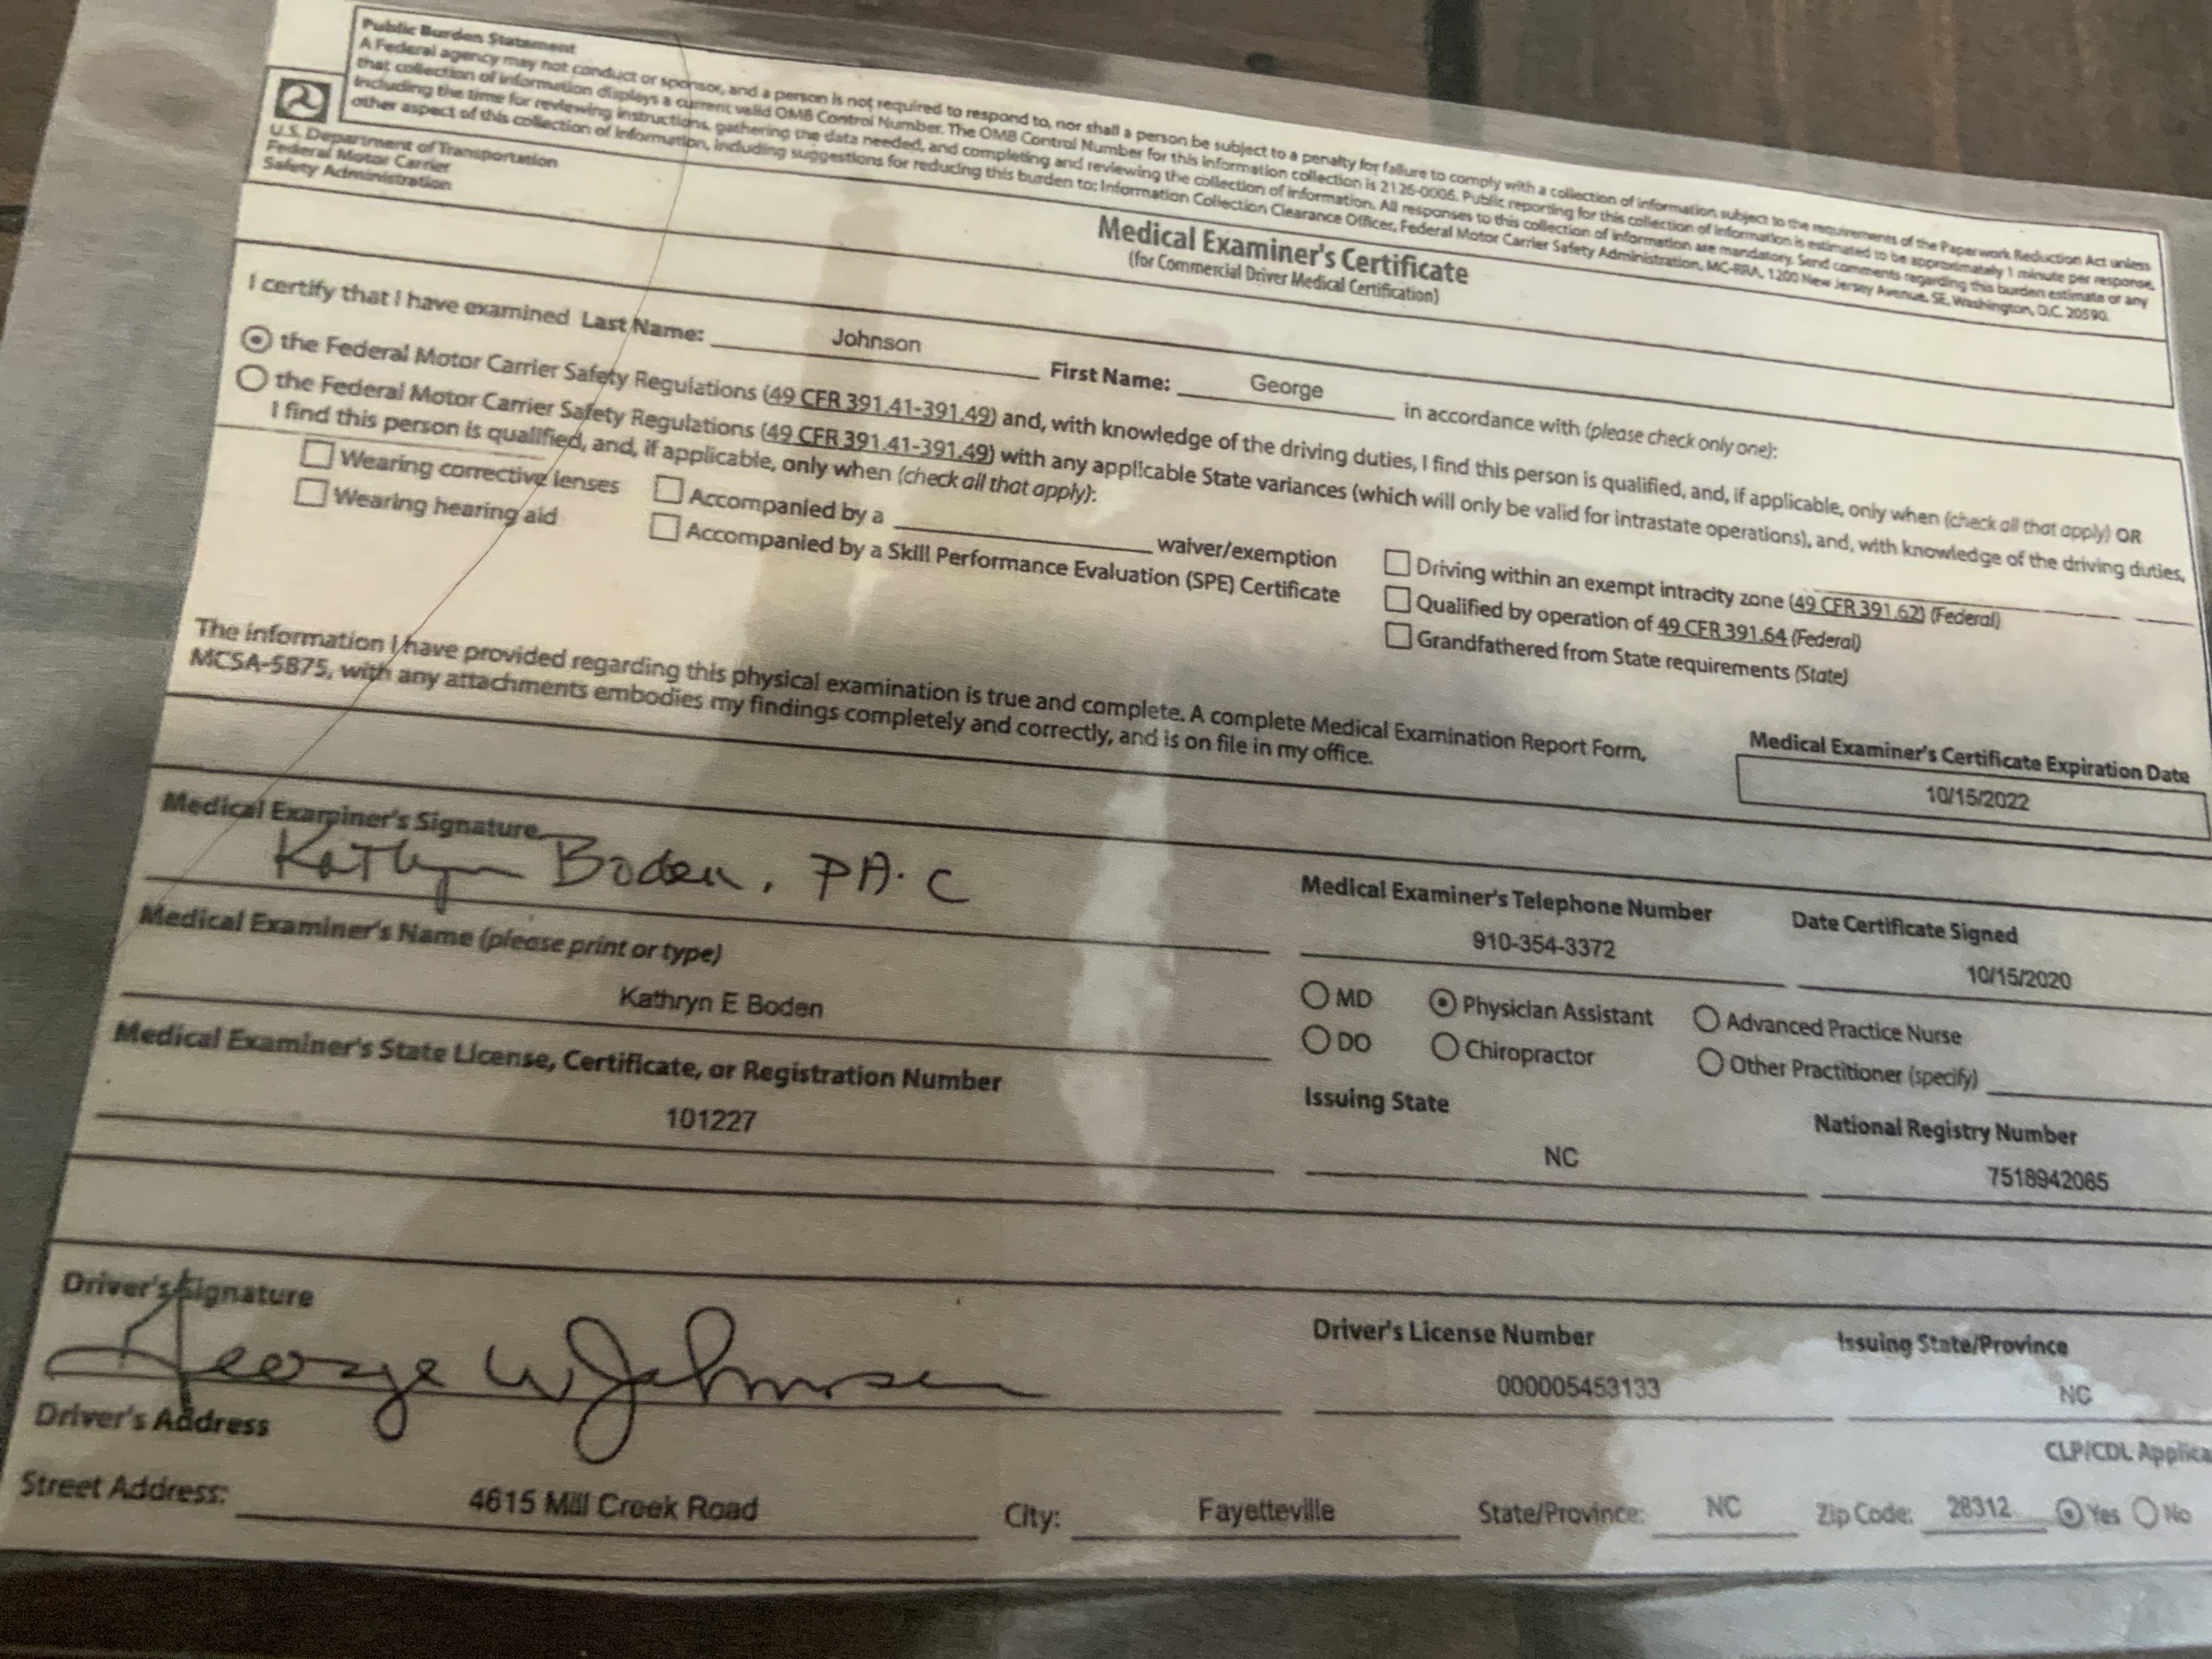 Public Burden Statement
A Federal agency may not conduct or sponsor, and a person is not required to respond to, nor shall a person be subject to a penalty for failure to comply with a collection of information subject to the requirements of the Paperwork Reduction Act unless
that collection of information displays a current valid OMB Control Number. The OMB Control Number for this information collection is 2126-0006. Public reporting for this collection of information is estimated to be approximately 1 minute per response,
including the time for reviewing instructions, gathering the data needed, and completing and reviewing the collection of information. All responses to this collection of information are mandatory. Send comments regarding this burden estimate or any
other aspect of this collection of information, including suggestions for reducing this burden to: Information Collection Clearance Officer, Federal Motor Carrier Safety Administration, MC-RRA, 1200 New Jersey Avenue, SE, Washington, D.C. 20590.
U.S. Department of Transportation
Federal Motor Carrier
Safety Administration
Medical Examiner's Certificate
(for Commercial Driver Medical Certification)
I certify that I have examined Last Name: Johnson First Name: George in accordance with (please check only one):
the Federal Motor Carrier Safety Regulations (49 CFR 391.41-391.49) and, with knowledge of the driving duties, I find this person is qualified, and, if applicable, only when (check all that apply) OR
the Federal Motor Carrier Safety Regulations (49 CFR 391.41-391.49) with any applicable State variances (which will only be valid for intrastate operations), and, with knowledge of the driving duties,
I find this person is qualified, and, if applicable, only when (check all that apply):
Wearing corrective lenses Accompanied by a waiver/exemption Driving within an exempt intracity zone (49 CFR 391.62) (Federal)
Wearing hearing aid Accompanied by a Skill Performance Evaluation (SPE) Certificate Qualified by operation of 49 CFR 391.64 (Federal)
Grandfathered from State requirements (State)
The information I have provided regarding this physical examination is true and complete. A complete Medical Examination Report Form,
MCSA-5875, with any attachments embodies my findings completely and correctly, and is on file in my office.
Medical Examiner's Certificate Expiration Date
10/15/2022
Medical Examiner's Signature Medical Examiner's Telephone Number Date Certificate Signed
Kathryn Boden, PA-C 910-354-3372 10/15/2020
Medical Examiner's Name (please print or type) MD Physician Assistant Advanced Practice Nurse
Kathryn E Boden DO Chiropractor Other Practitioner (specify)
Medical Examiner's State License, Certificate, or Registration Number Issuing State National Registry Number
101227 NC 7518942085
Driver's Signature Driver's License Number Issuing State/Province
George W Johnson 000005453133 NC
Driver's Address CLP/CDL Applica
Street Address: 4615 Mill Creek Road City: Fayetteville State/Province: NC Zip Code: 28312 Yes No